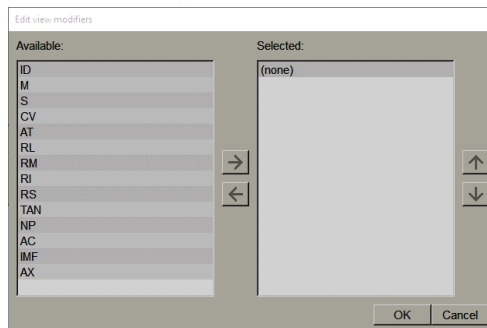 Edit view modifiers
Available:
Selected:
ID
M
S
CV
AT
RL
RM
RI
RS
TAN
NP
AC
IMF
AX
(none)
OK
Cancel